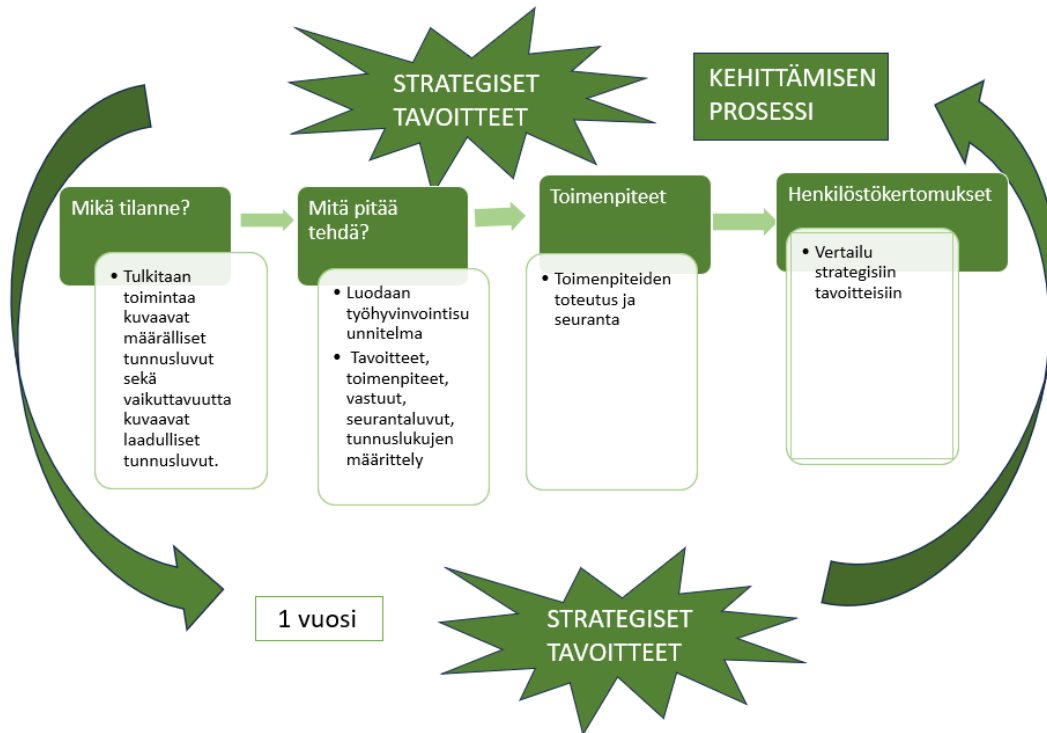 STRATEGISET
TAVOITTEET
KEHITTÄMISEN
PROSESSI
Mikä tilanne?
• Tulkitaan
toimintaa
kuvaavat
määrälliset
tunnusluvut
sekä
vaikuttavuutta
kuvaavat
laadulliset
tunnusluvut.
Mitä pitää
tehdä?
• Luodaan
työhyvinvointisu
unnitelma
• Tavoitteet,
toimenpiteet,
vastuut,
seurantaluvut,
tunnuslukujen
määrittely
Toimenpiteet
• Toimenpiteiden
toteutus ja
seuranta
Henkilöstökertomukset
• Vertailu
strategisiin
tavoitteisiin
1 vuosi
STRATEGISET
TAVOITTEET